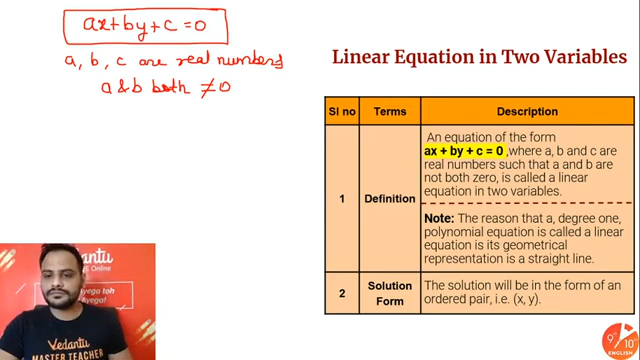 ax+by+c=0
a, b, c are real numbers
a & b both ≠0
Linear Equation in Two Variables
Sl no Terms Description
1 Definition
An equation of the form
ax + by + c = 0 ,where a, b and c are
real numbers such that a and b are
not both zero, is called a linear
equation in two variables.
Note: The reason that a, degree one,
polynomial equation is called a linear
equation is its geometrical
representation is a straight line.
2 Solution Form
The solution will be in the form of an
ordered pair, i.e. (x, y).
Vedantu
MASTER TEACHER
9th 10th
ENGLISH